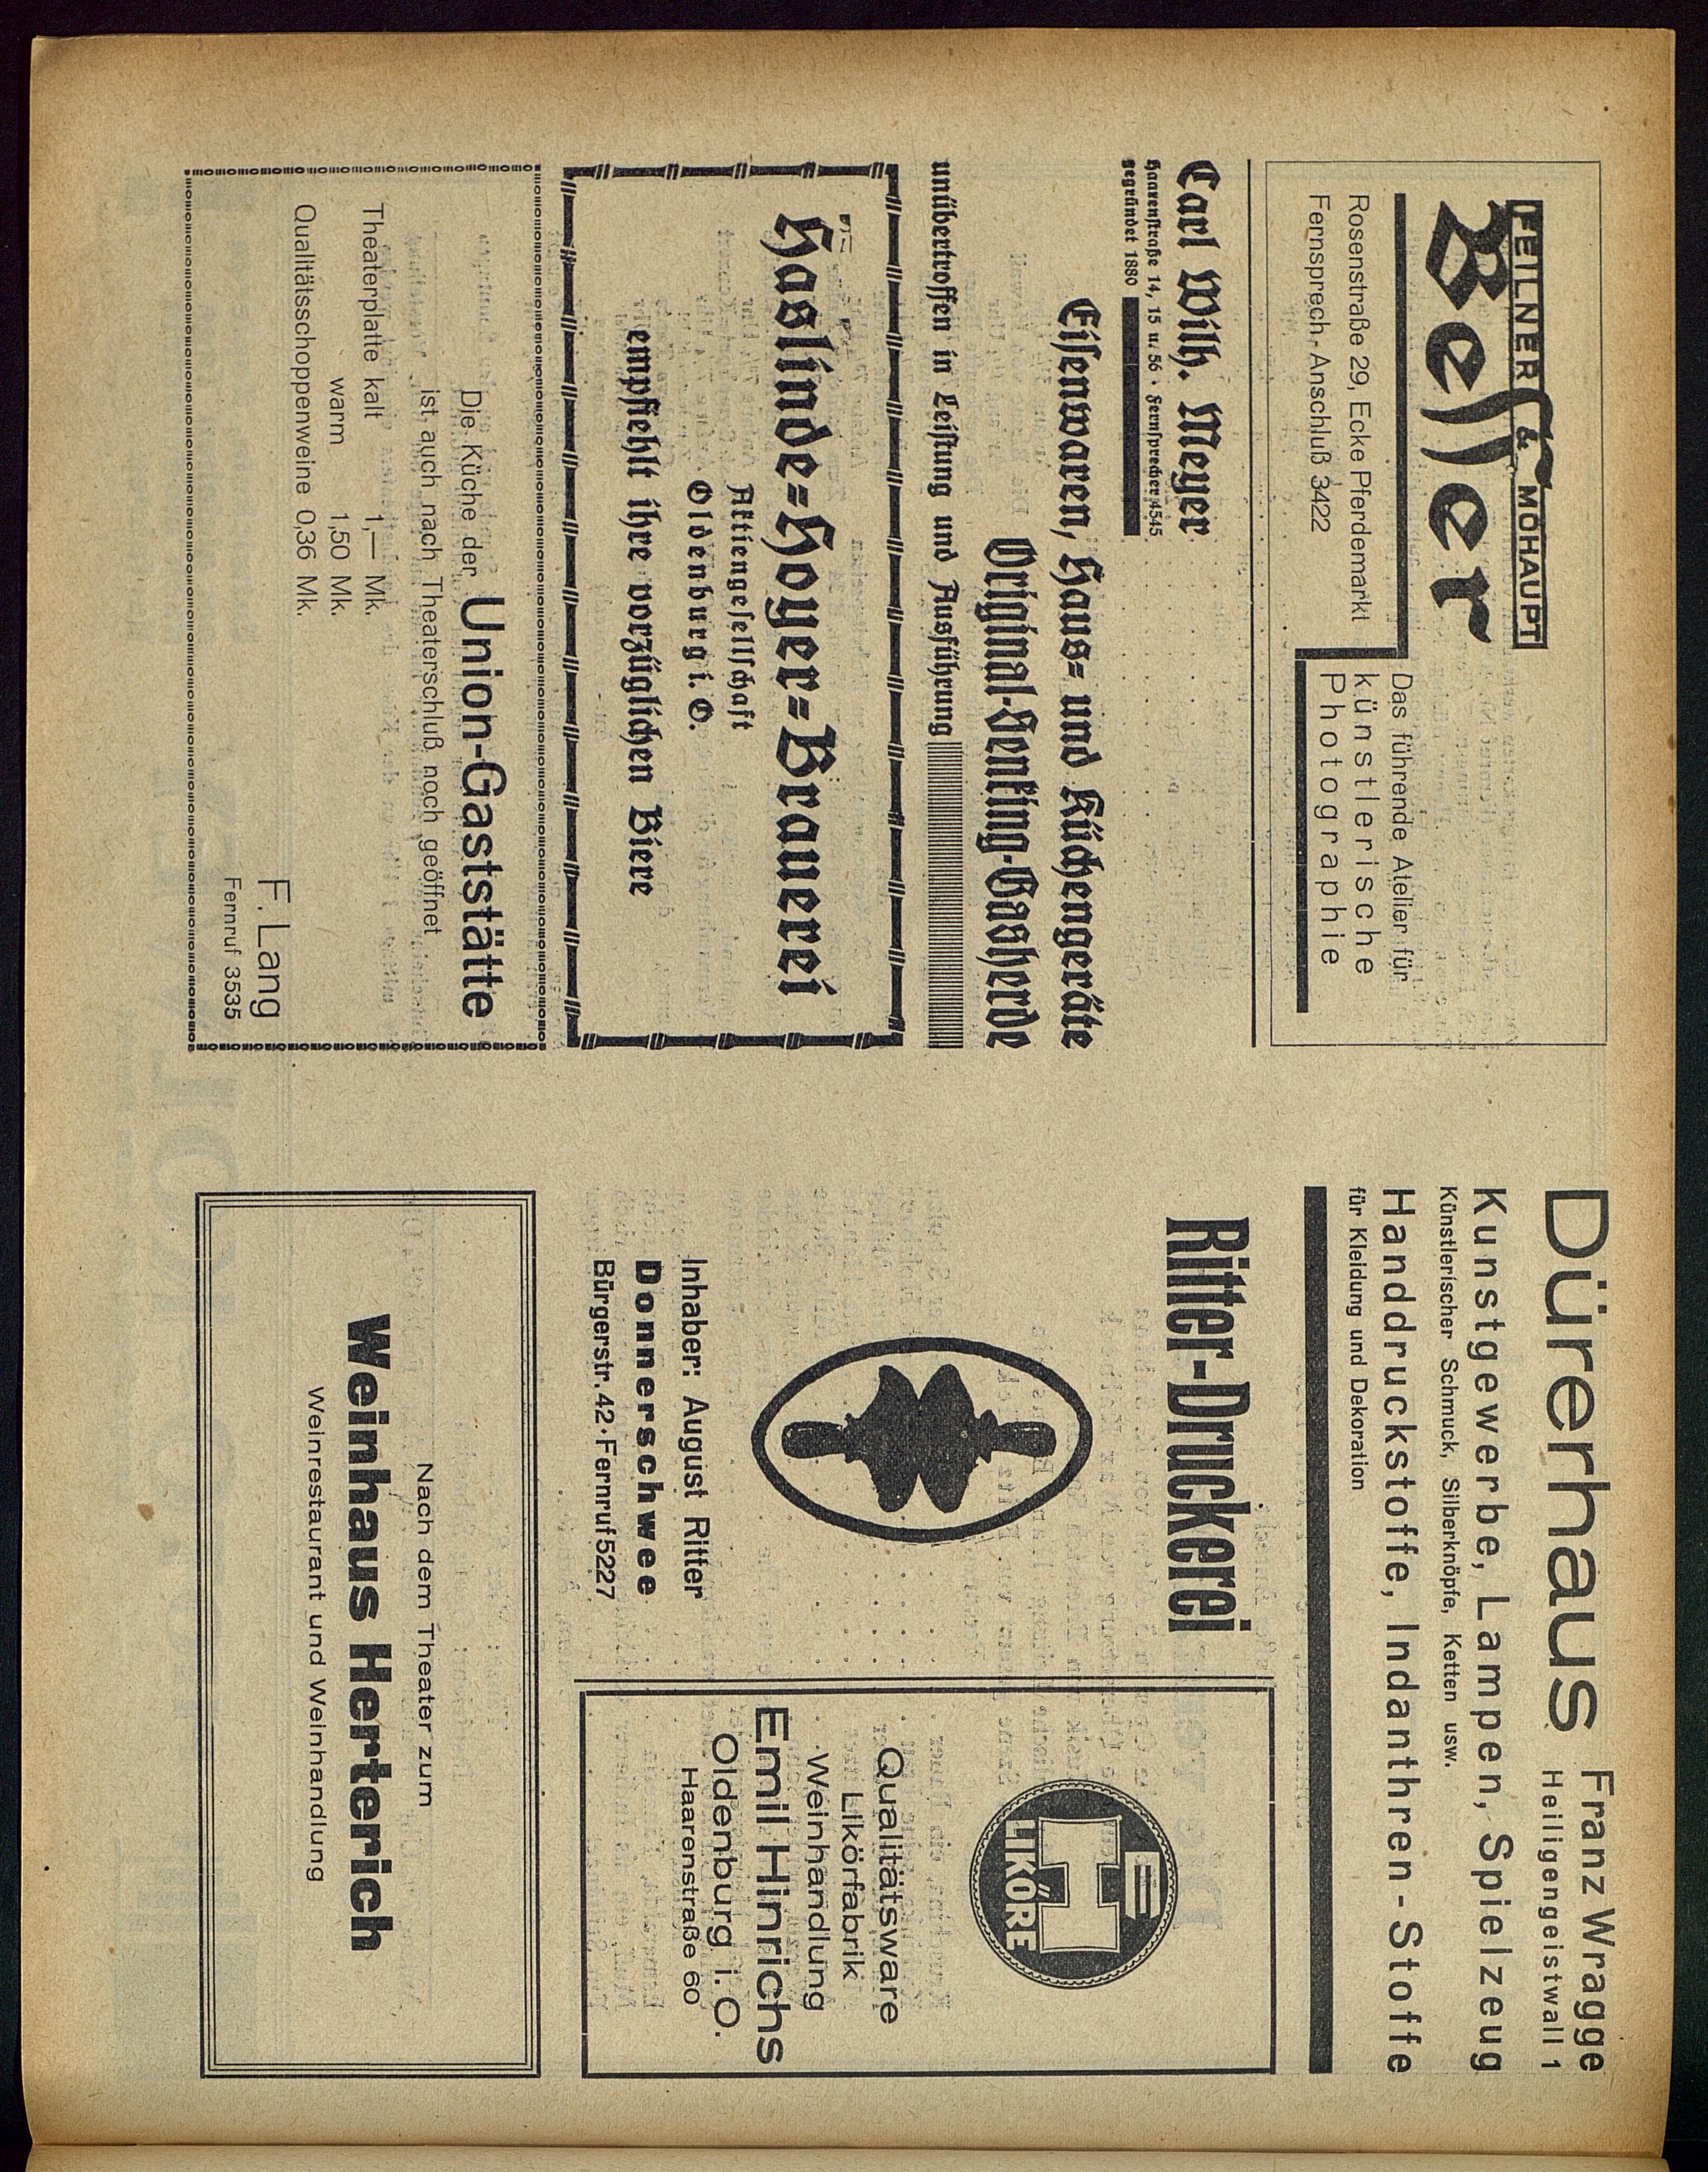 FEILNER & MOHAUPT
Besser
Rosenstraße 29, Ecke Pferdemarkt
Fernsprech-Anschluß 3422
Das führende Atelier für
künstlerische
Photographie
Carl Wilh. Meyer
Haarenstraße 14, 15 u. 56 · Fernsprecher 4545
gegründet 1880
Eisenwaren, Haus- und Küchengeräte
Original-Senking-Gasherde
unübertroffen in Leistung und Ausführung
Haslinde-Hoyer-Brauerei
Aktiengesellschaft
Oldenburg i. O.
empfiehlt ihre vorzüglichen Biere
Die Küche der Union-Gaststätte
ist auch nach Theaterschluß noch geöffnet
Theaterplatte kalt 1,— Mk.
warm 1,50 Mk.
Qualitätsschoppenweine 0,36 Mk.
F. Lang
Fernruf 3535
Dürerhaus Franz Wragge
Heiligengeistwall 1
Kunstgewerbe, Lampen, Spielzeug
Künstlerischer Schmuck, Silberknöpfe, Ketten usw.
Handdruckstoffe, Indanthren-Stoffe
für Kleidung und Dekoration
Ritter-Druckerei
Inhaber: August Ritter
Donnerschwee
Bürgerstr. 42 · Fernruf 5227
E
H
LIKÖRE
Qualitätsware
Likörfabrik
Weinhandlung
Emil Hinrichs
Oldenburg i. O.
Haarenstraße 60
Nach dem Theater zum
Weinhaus Herterich
Weinrestaurant und Weinhandlung